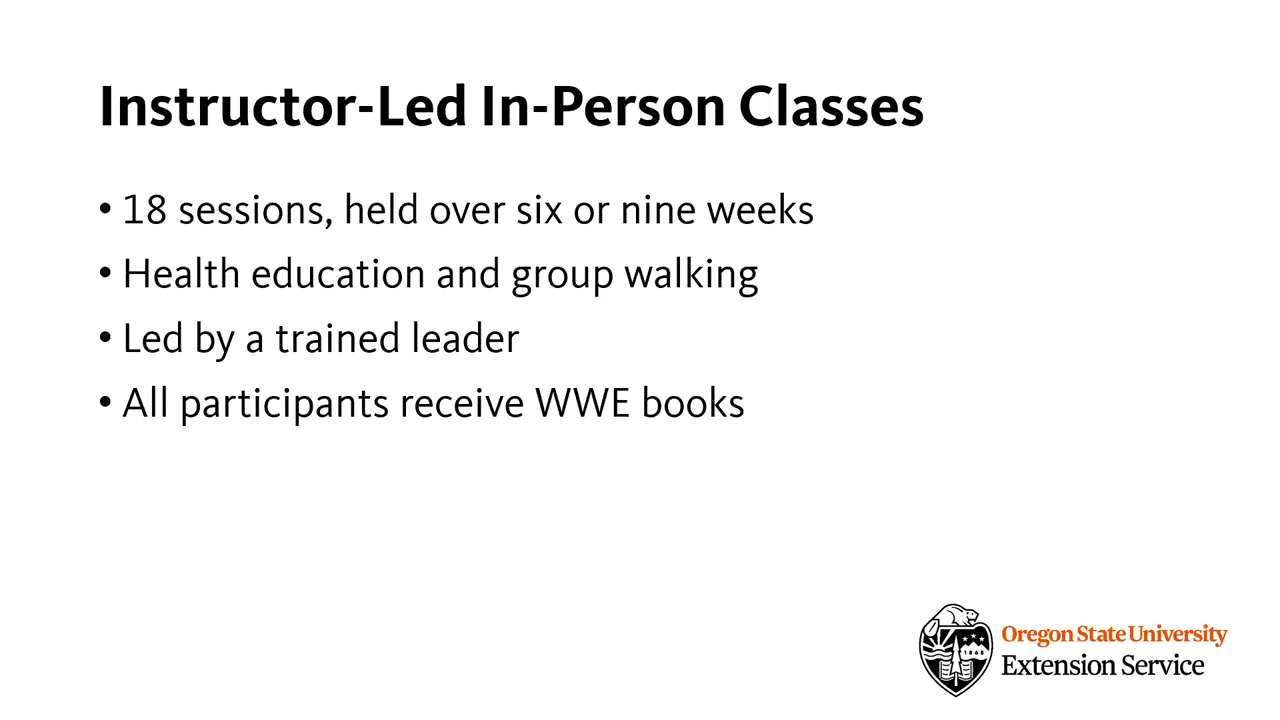 Instructor-Led In-Person Classes
• 18 sessions, held over six or nine weeks
• Health education and group walking
• Led by a trained leader
• All participants receive WWE books
1868
Oregon State University
Extension Service